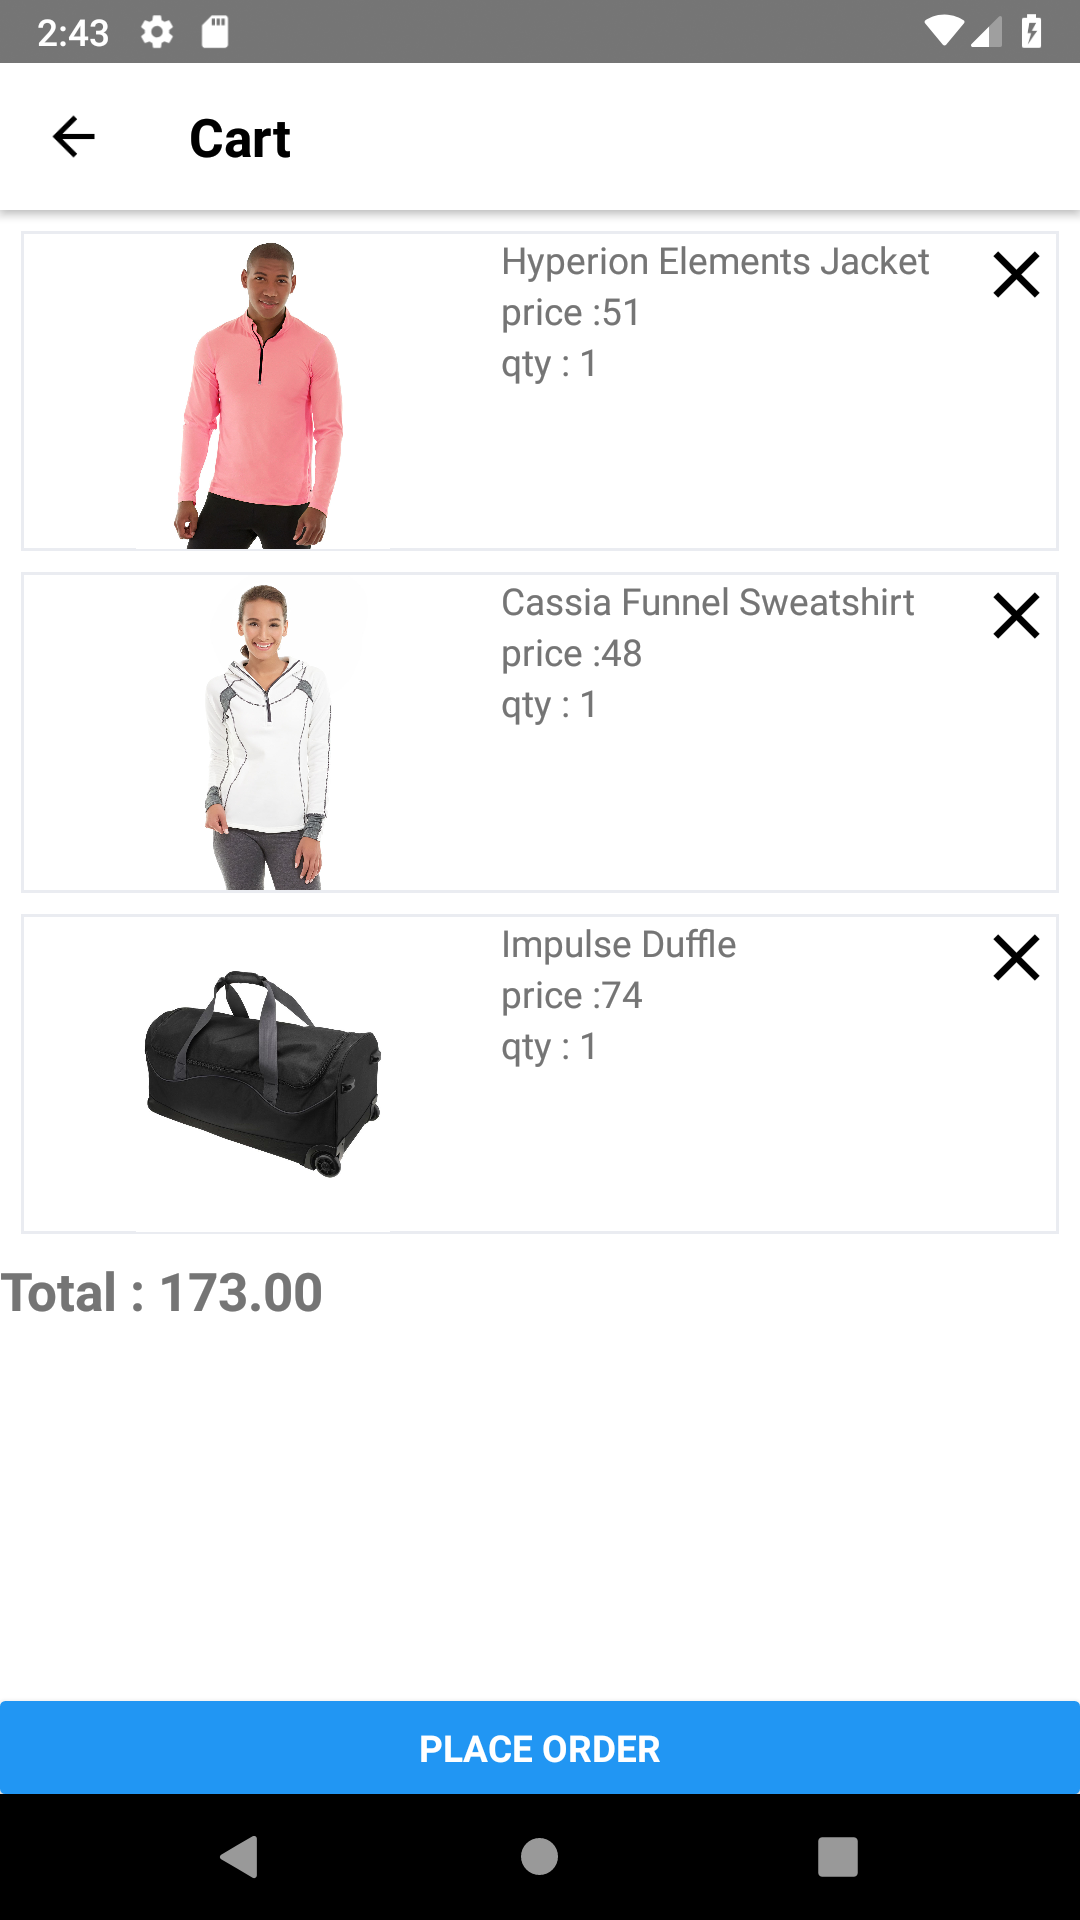 2:43
Cart
Hyperion Elements Jacket
price :51
qty : 1
Cassia Funnel Sweatshirt
price :48
qty : 1
Impulse Duffle
price :74
qty : 1
Total : 173.00
PLACE ORDER